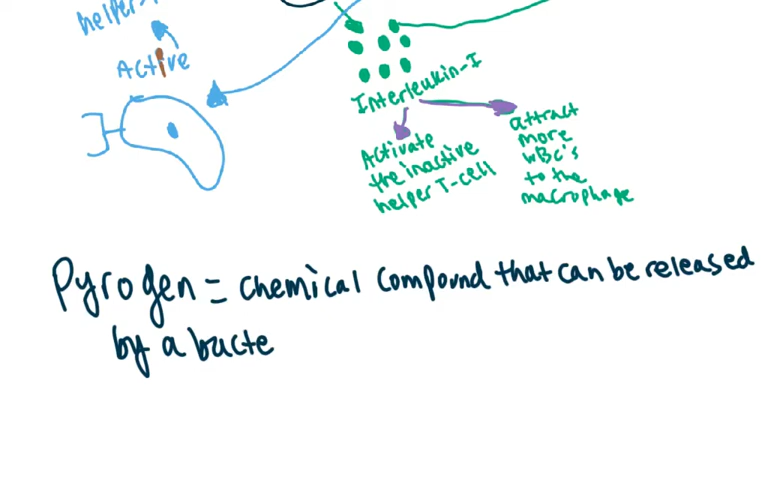 helper
Active
Interleukin-I
Activate
the inactive
helper T-cell
attract
more
WBC's
to the
macrophage
Pyrogen = chemical compound that can be released
by a bacte